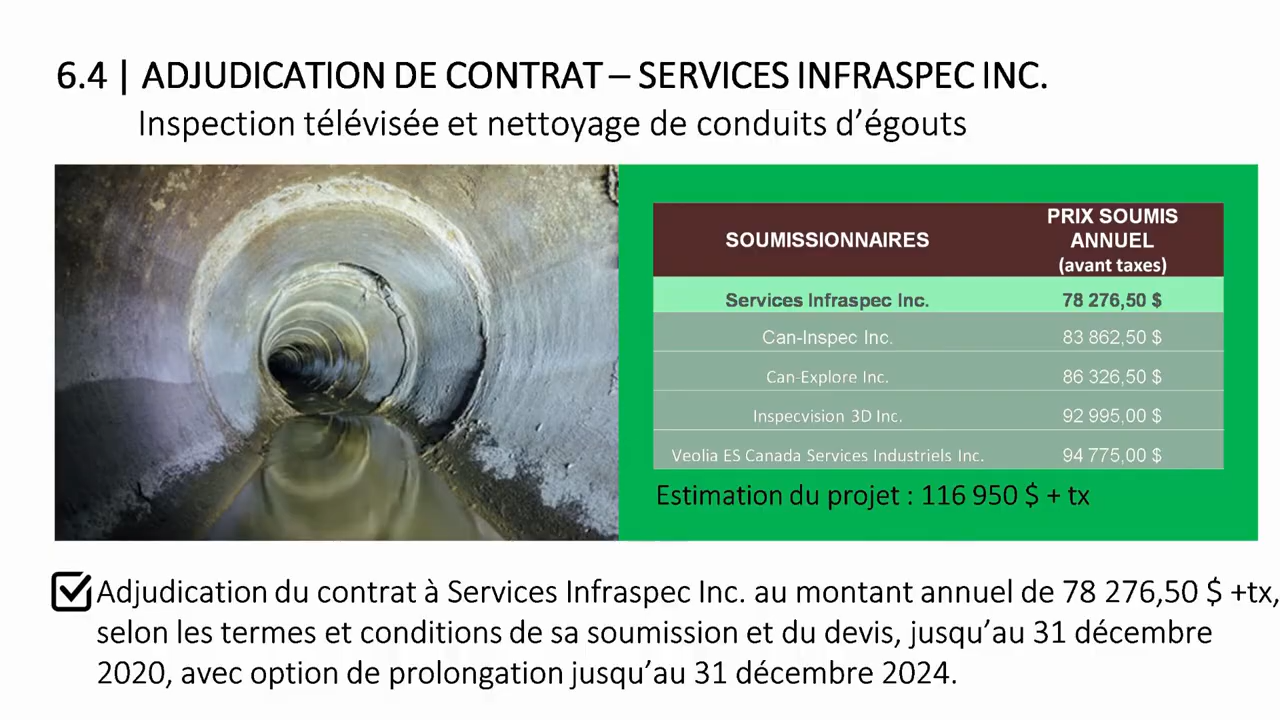 6.4 | ADJUDICATION DE CONTRAT – SERVICES INFRASPEC INC.
Inspection télévisée et nettoyage de conduits d’égouts
SOUMISSIONNAIRES
PRIX SOUMIS
ANNUEL
(avant taxes)
Services Infraspec Inc. 78 276,50 $
Can-Inspec Inc. 83 862,50 $
Can-Explore Inc. 86 326,50 $
Inspecvision 3D Inc. 92 995,00 $
Veolia ES Canada Services Industriels Inc. 94 775,00 $
Estimation du projet : 116 950 $ + tx
Adjudication du contrat à Services Infraspec Inc. au montant annuel de 78 276,50 $ +tx,
selon les termes et conditions de sa soumission et du devis, jusqu’au 31 décembre
2020, avec option de prolongation jusqu’au 31 décembre 2024.